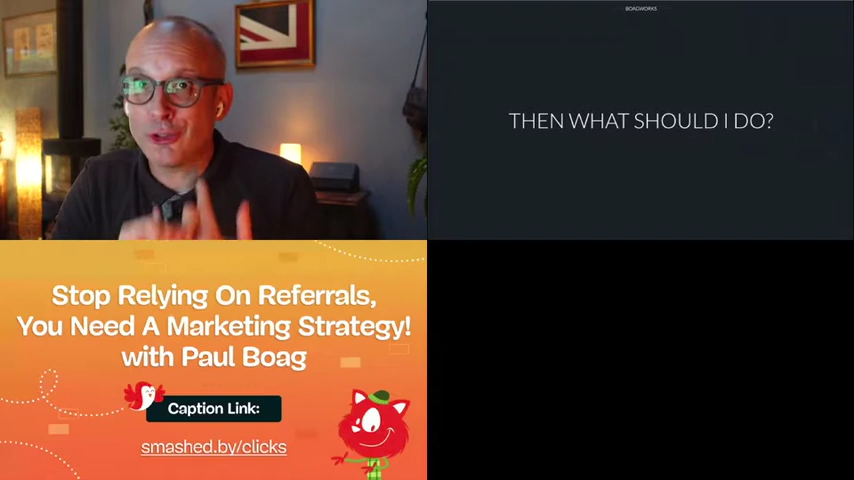 BOAGWORKS
THEN WHAT SHOULD I DO?
Stop Relying On Referrals,
You Need A Marketing Strategy!
with Paul Boag
Caption Link:
smashed.by/clicks